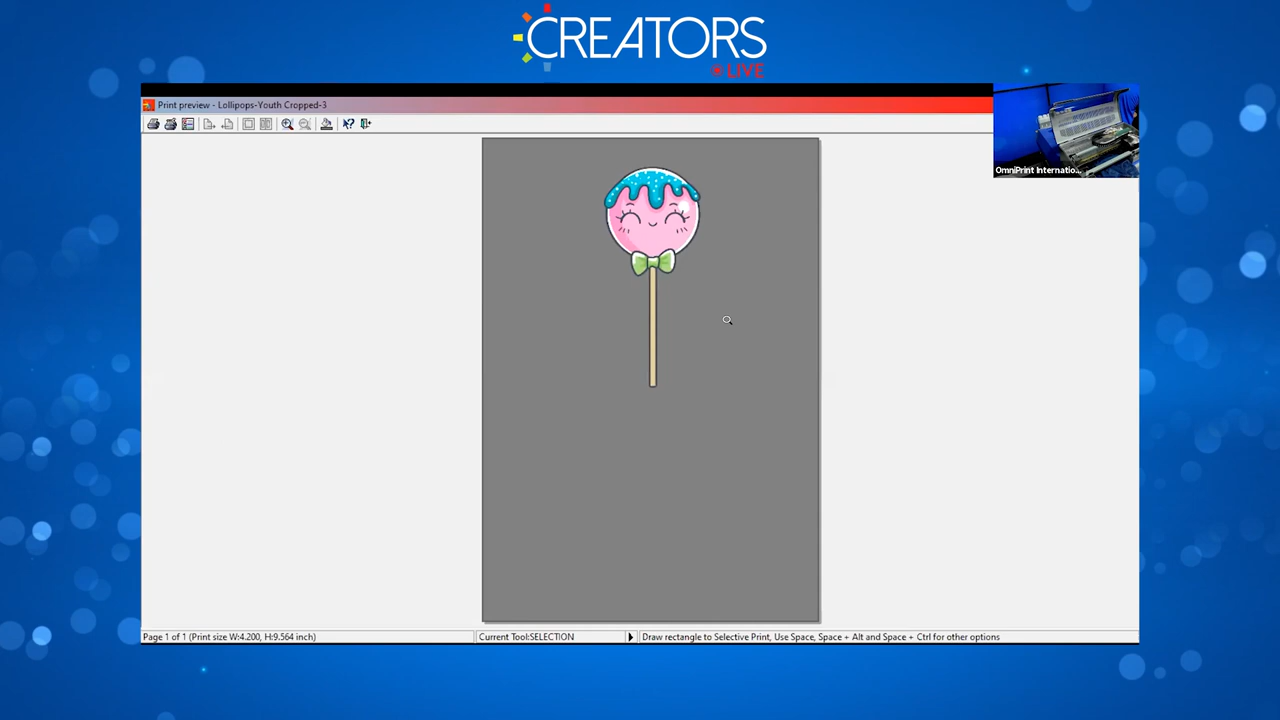 CREATORS
LIVE
Print preview - Lollipops-Youth Cropped-3
OmniPrint Internatio...
Page 1 of 1 (Print size W:4.200, H:9.564 inch)
Current Tool:SELECTION
Draw rectangle to Selective Print, Use Space, Space + Alt and Space + Ctrl for other options